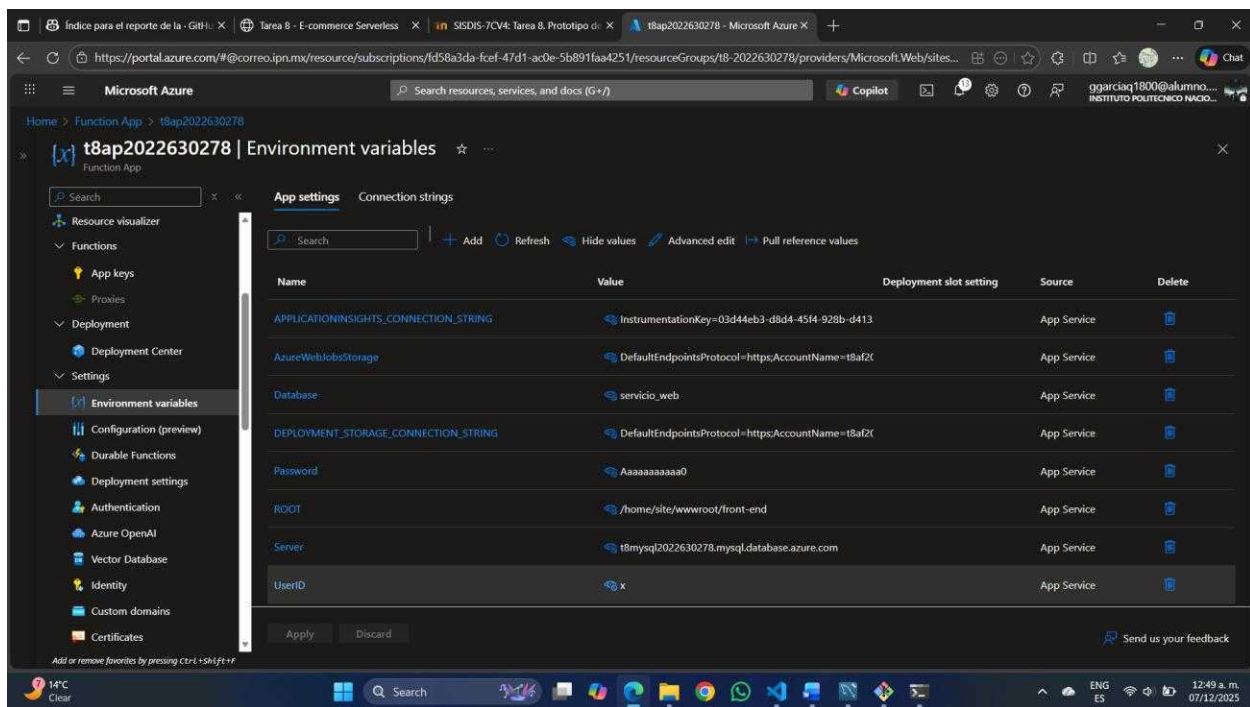 Índice para el reporte de la - GitHu
Tarea 8 - E-commerce Serverless
SISDIS-7CV4: Tarea 8. Prototipo de
t8ap2022630278 - Microsoft Azure
https://portal.azure.com/#@correo.ipn.mx/resource/subscriptions/fd58a3da-fcef-47d1-ac0e-5b891faa4251/resourceGroups/t8-2022630278/providers/Microsoft.Web/sites...
Chat
Microsoft Azure
Search resources, services, and docs (G+/)
Copilot
13
ggarciaq1800@alumno....
INSTITUTO POLITECNICO NACIO...
Home > Function App > t8ap2022630278
{x} t8ap2022630278 | Environment variables
Function App
Search
Resource visualizer
Functions
App keys
Proxies
Deployment
Deployment Center
Settings
Environment variables
Configuration (preview)
Durable Functions
Deployment settings
Authentication
Azure OpenAI
Vector Database
Identity
Custom domains
Certificates
Add or remove favorites by pressing Ctrl+Shift+F
App settings Connection strings
Search Add Refresh Hide values Advanced edit Pull reference values
Name Value Deployment slot setting Source Delete
APPLICATIONINSIGHTS_CONNECTION_STRING InstrumentationKey=03d44eb3-d8d4-45f4-928b-d413 App Service
AzureWebJobsStorage DefaultEndpointsProtocol=https;AccountName=t8af2( App Service
Database servicio_web App Service
DEPLOYMENT_STORAGE_CONNECTION_STRING DefaultEndpointsProtocol=https;AccountName=t8af2( App Service
Password Aaaaaaaaaaa0 App Service
ROOT /home/site/wwwroot/front-end App Service
Server t8mysql2022630278.mysql.database.azure.com App Service
UserID x App Service
Apply Discard
Send us your feedback
7
14°C
Clear
Search
ENG
ES
12:49 a. m.
07/12/2025